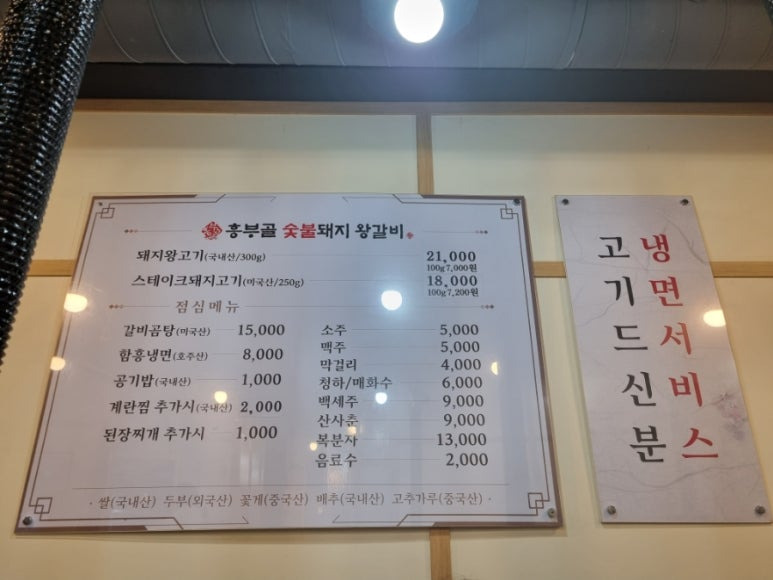 흥부골 숯불돼지 왕갈비
돼지왕고기(국내산/300g) 21,000
100g 7,000원
스테이크돼지고기(미국산/250g) 18,000
100g 7,200원
점심메뉴
갈비곰탕(미국산) 15,000
함흥냉면(호주산) 8,000
공기밥(국내산) 1,000
계란찜 추가시(국내산) 2,000
된장찌개 추가시 1,000
소주 5,000
맥주 5,000
막걸리 4,000
청하/매화수 6,000
백세주 9,000
산사춘 9,000
복분자 13,000
음료수 2,000
· 쌀(국내산) 두부(외국산) 꽃게(중국산) 배추(국내산) 고추가루(중국산) ·
고기드신분
냉면서비스